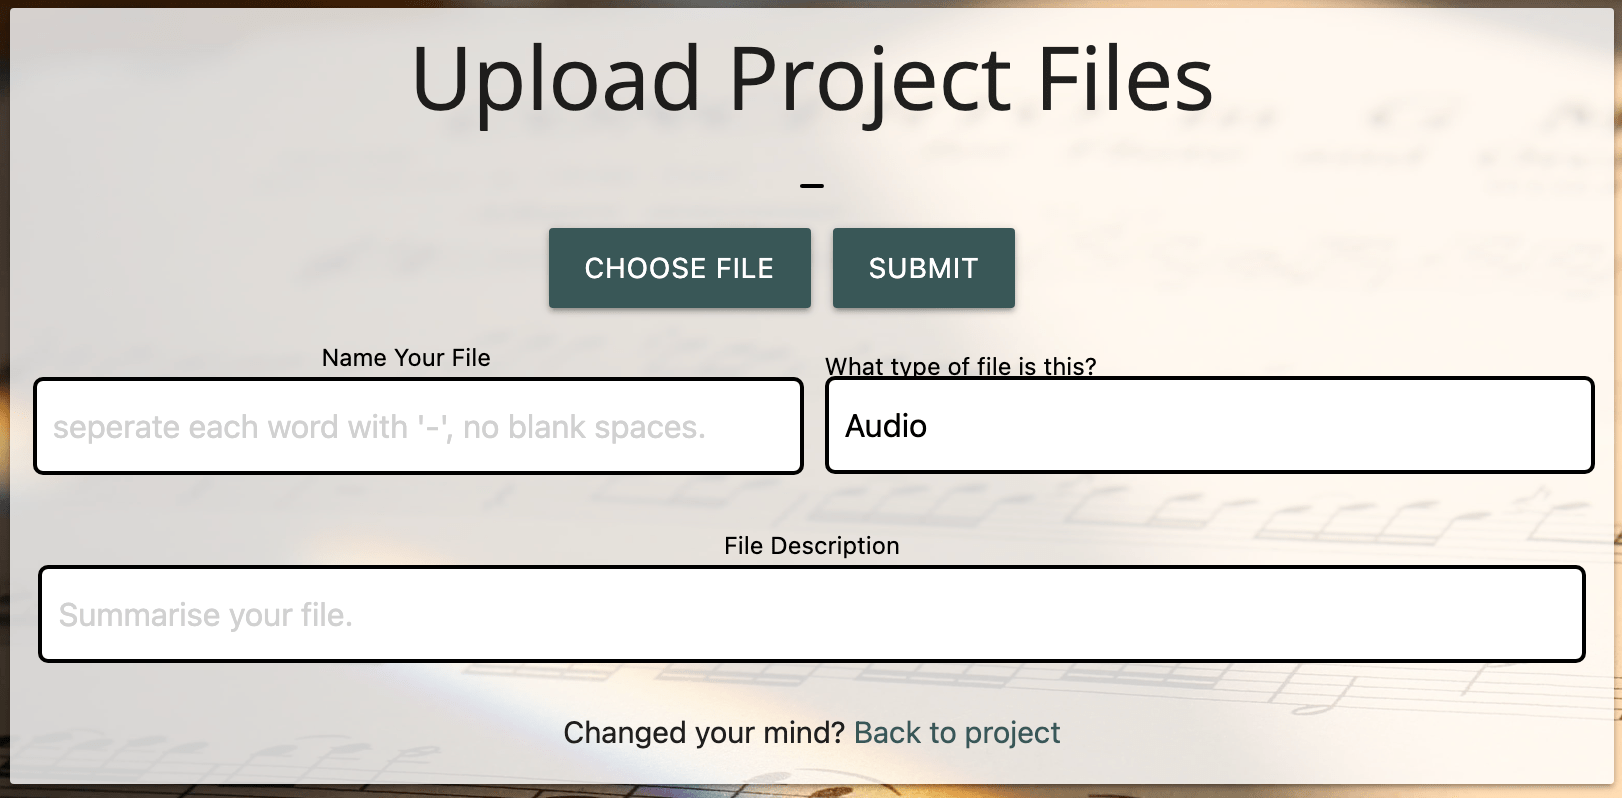 Upload Project Files
CHOOSE FILE
SUBMIT
Name Your File
What type of file is this?
seperate each word with '-', no blank spaces.
Audio
File Description
Summarise your file.
Changed your mind? Back to project